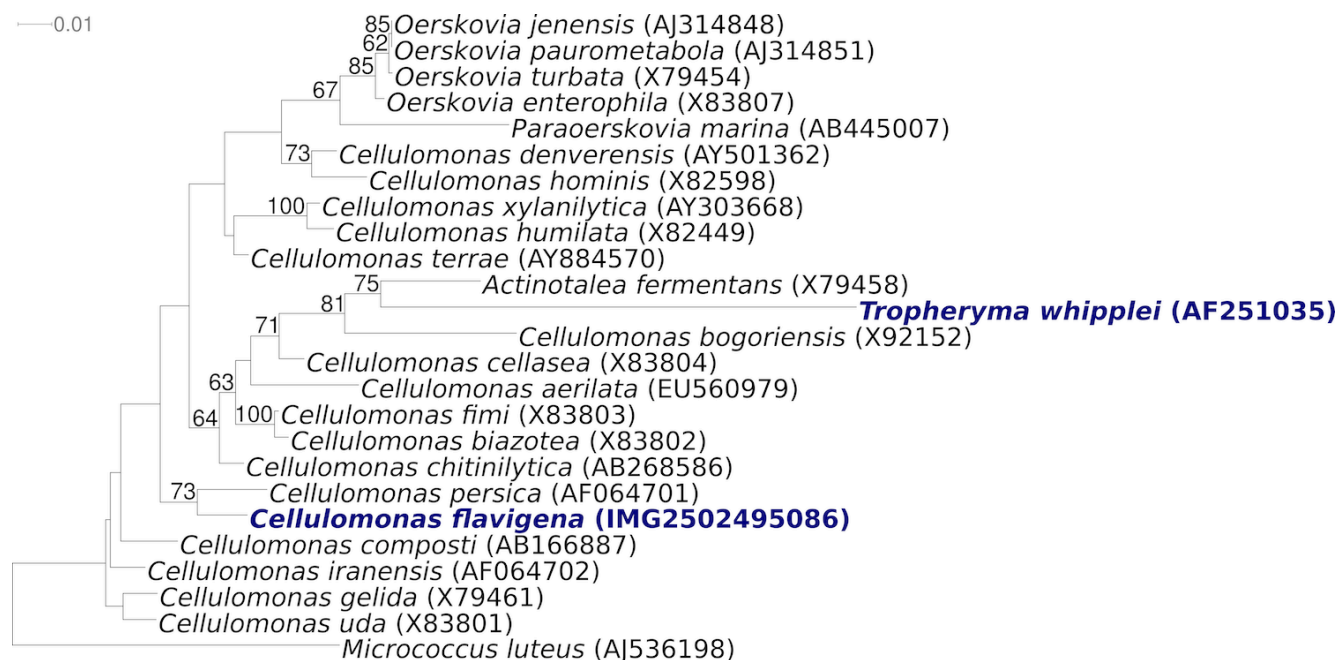 0.01
85 Oerskovia jenensis (AJ314848)
62 Oerskovia paurometabola (AJ314851)
85 Oerskovia turbata (X79454)
67 Oerskovia enterophila (X83807)
Paraoerskovia marina (AB445007)
73 Cellulomonas denverensis (AY501362)
Cellulomonas hominis (X82598)
100 Cellulomonas xylanilytica (AY303668)
Cellulomonas humilata (X82449)
Cellulomonas terrae (AY884570)
75 Actinotalea fermentans (X79458)
81 Tropheryma whipplei (AF251035)
71 Cellulomonas bogoriensis (X92152)
Cellulomonas cellasea (X83804)
63 Cellulomonas aerilata (EU560979)
64 100 Cellulomonas fimi (X83803)
Cellulomonas biazotea (X83802)
Cellulomonas chitinilytica (AB268586)
73 Cellulomonas persica (AF064701)
Cellulomonas flavigena (IMG2502495086)
Cellulomonas composti (AB166887)
Cellulomonas iranensis (AF064702)
Cellulomonas gelida (X79461)
Cellulomonas uda (X83801)
Micrococcus luteus (AJ536198)